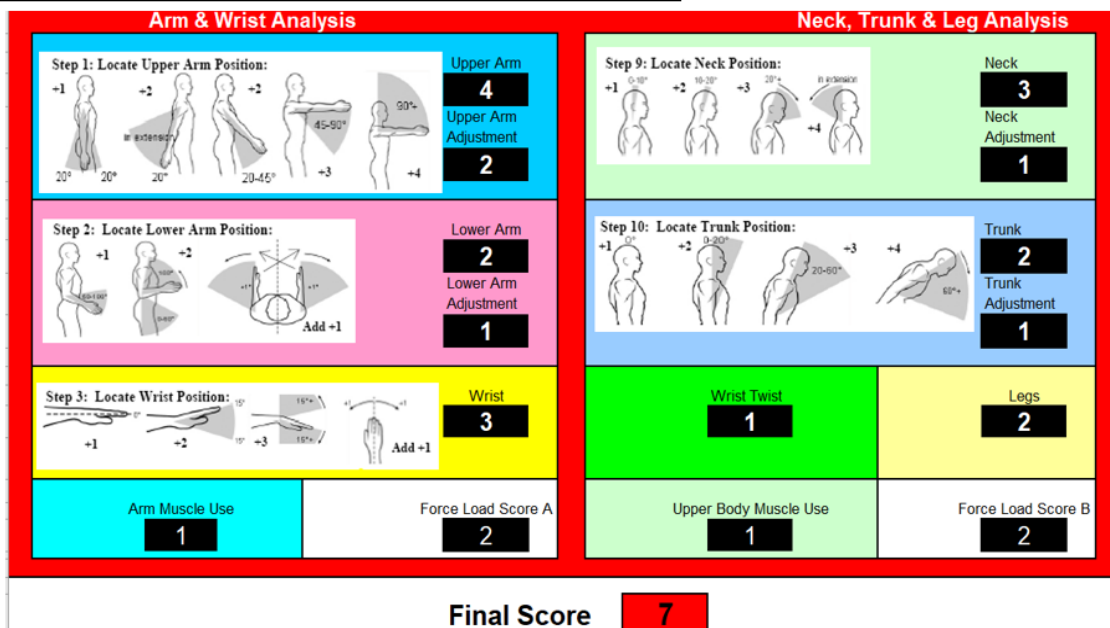 Arm & Wrist Analysis
Step 1: Locate Upper Arm Position:
+1
+2
+2
in extension
45-90°
90°+
20°
20°
20°
20-45°
+3
+4
Upper Arm
4
Upper Arm
Adjustment
2
Step 2: Locate Lower Arm Position:
+1
+2
100°
60-100°
0-60°
+1°
+1°
Add +1
Lower Arm
2
Lower Arm
Adjustment
1
Step 3: Locate Wrist Position:
0°
+1
15°
15°
+2
15°+
15°+
+3
+1
+1
Add +1
Wrist
3
Arm Muscle Use
1
Force Load Score A
2
Neck, Trunk & Leg Analysis
Step 9: Locate Neck Position:
+1
0-10°
+2
10-20°
+3
20°+
in extension
+4
Neck
3
Neck
Adjustment
1
Step 10: Locate Trunk Position:
+1
0°
+2
0-20°
20-60°
+3
+4
60°+
Trunk
2
Trunk
Adjustment
1
Wrist Twist
1
Legs
2
Upper Body Muscle Use
1
Force Load Score B
2
Final Score
7